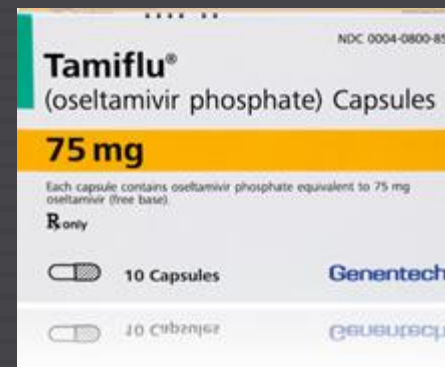 NDC 0004-0800-85
Tamiflu®
(oseltamivir phosphate) Capsules
75 mg
Each capsule contains oseltamivir phosphate equivalent to 75 mg
oseltamivir (free base).
℞ only
10 Capsules
Genentech